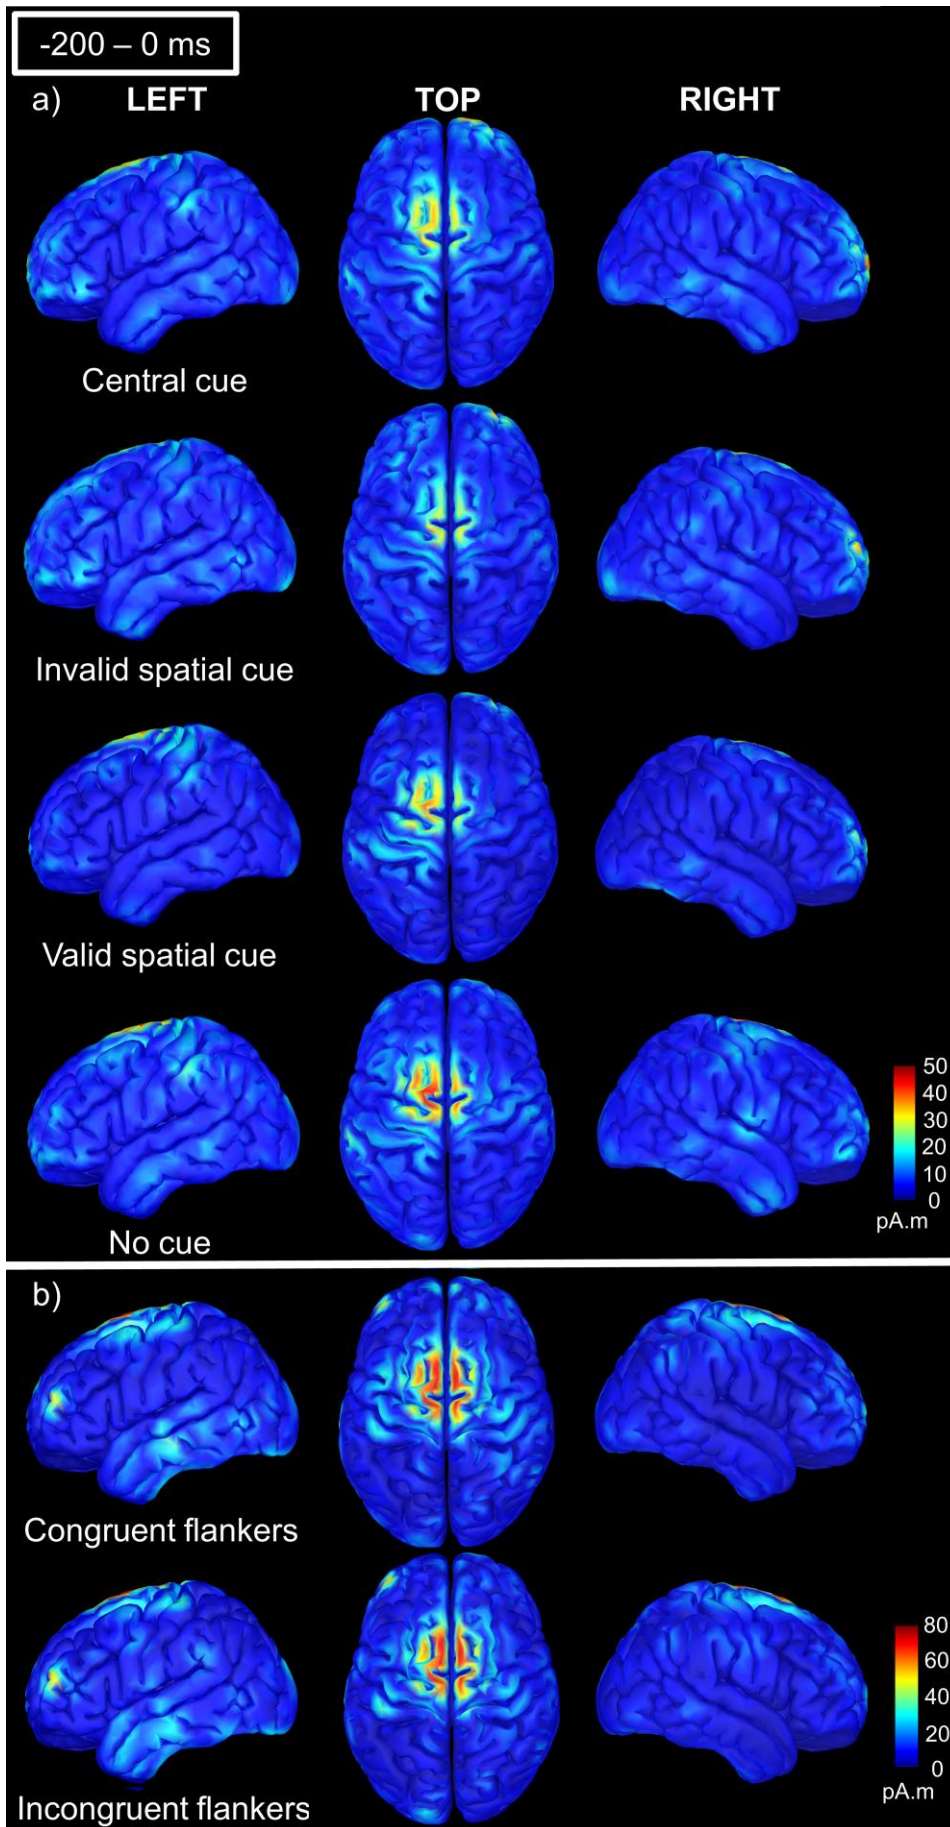 -200 – 0 ms
a) LEFT TOP RIGHT
Central cue
Invalid spatial cue
Valid spatial cue
No cue
50
40
30
20
10
0
pA.m
b)
Congruent flankers
Incongruent flankers
80
60
40
20
0
pA.m